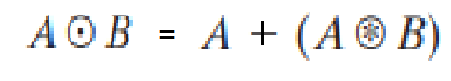 A ⊙ B = A + (A ⊛ B)